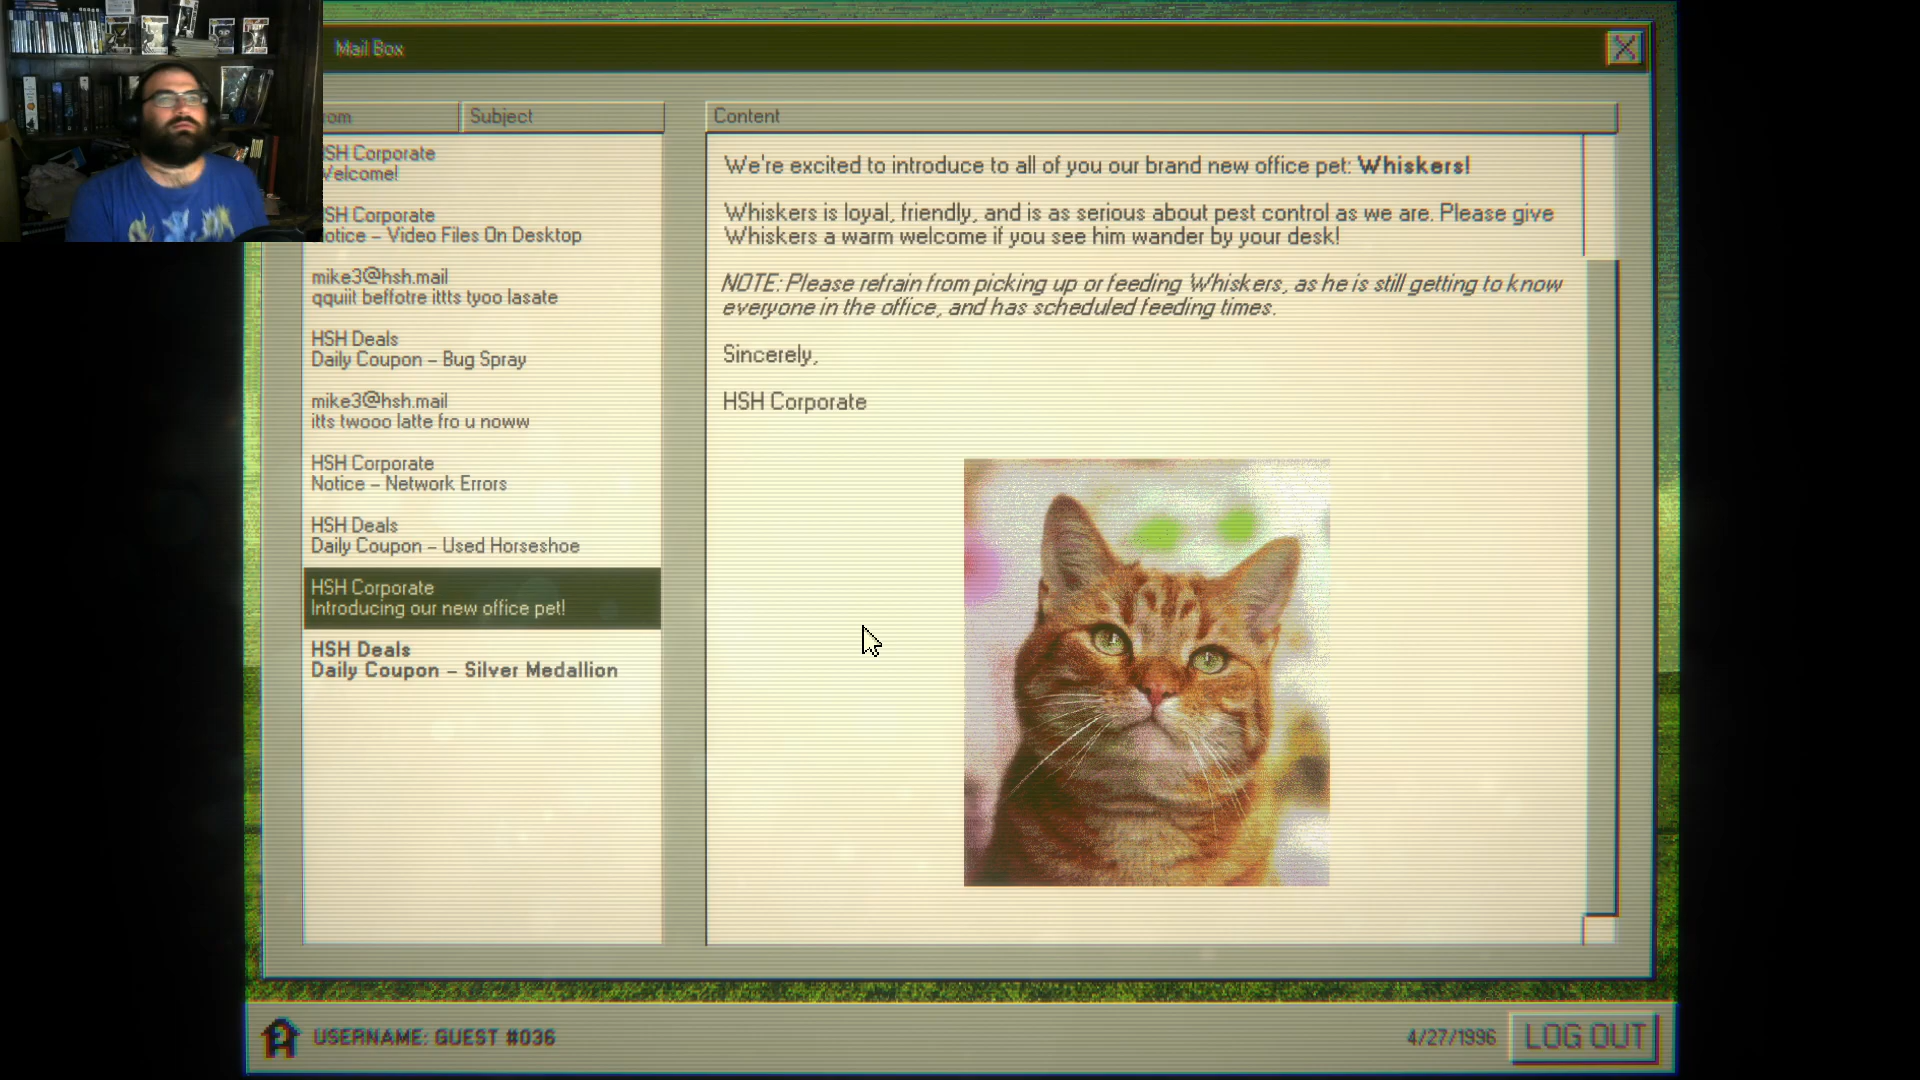 Mail Box
rom
Subject
Content
SH Corporate
Velcome!
SH Corporate
otice – Video Files On Desktop
mike3@hsh.mail
qquiit beffotre ittts tyoo lasate
HSH Deals
Daily Coupon – Bug Spray
mike3@hsh.mail
itts twooo latte fro u noww
HSH Corporate
Notice – Network Errors
HSH Deals
Daily Coupon – Used Horseshoe
HSH Corporate
Introducing our new office pet!
HSH Deals
Daily Coupon – Silver Medallion
We're excited to introduce to all of you our brand new office pet: Whiskers!
Whiskers is loyal, friendly, and is as serious about pest control as we are. Please give
Whiskers a warm welcome if you see him wander by your desk!
NOTE: Please refrain from picking up or feeding Whiskers, as he is still getting to know
everyone in the office, and has scheduled feeding times.
Sincerely,
HSH Corporate
USERNAME: GUEST #036
4/27/1996
LOG OUT